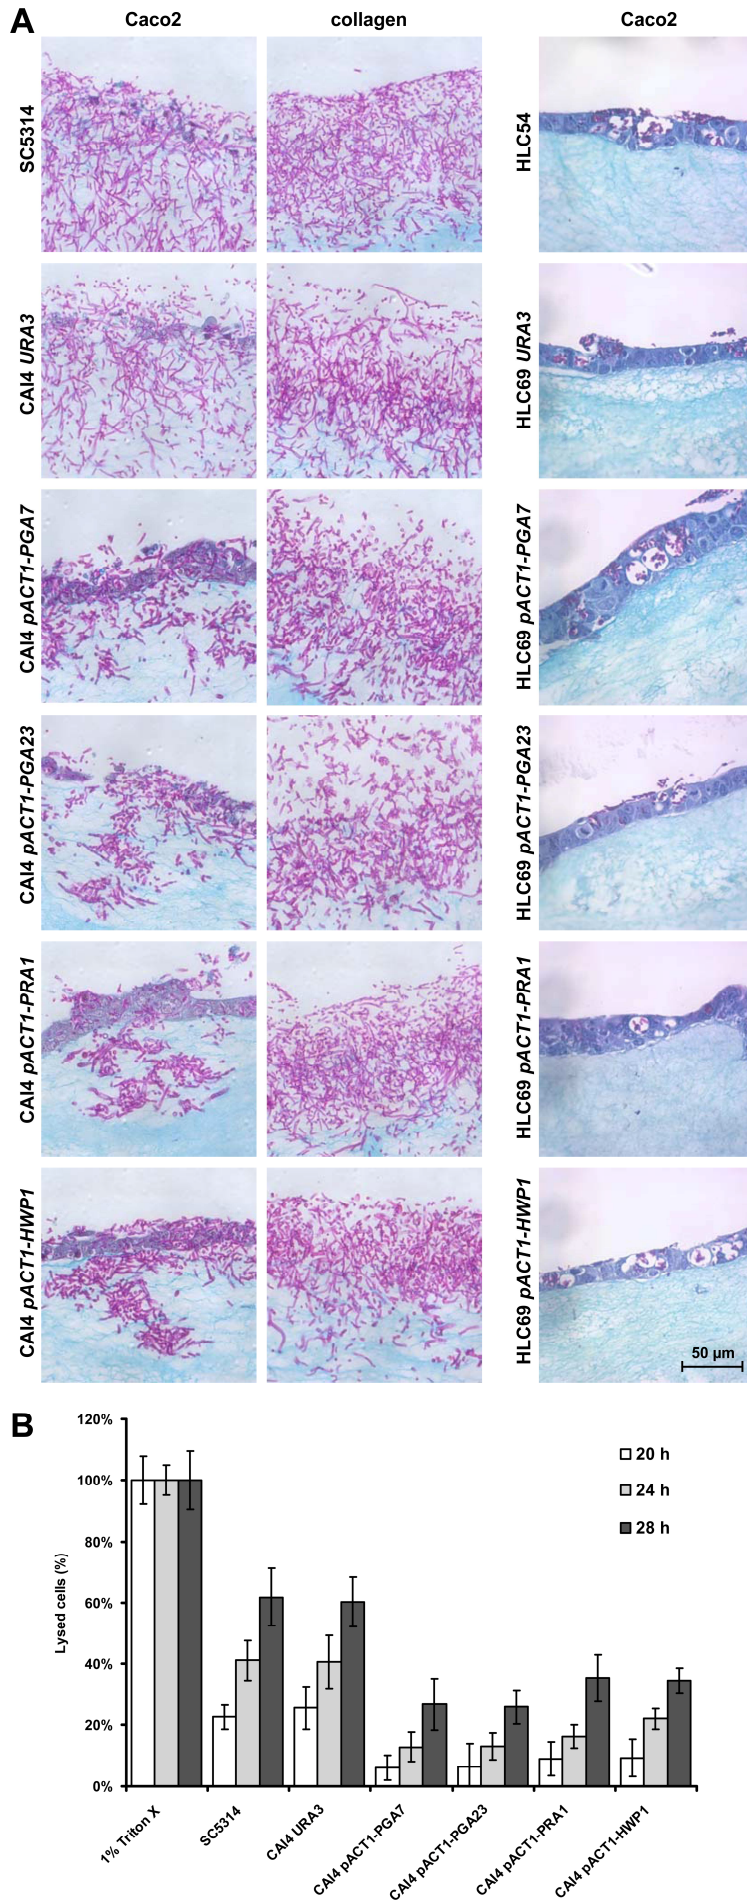 A
Caco2 collagen Caco2
SC5314
HLC54
CAI4 URA3
HLC69 URA3
CAI4 pACT1-PGA7
HLC69 pACT1-PGA7
CAI4 pACT1-PGA23
HLC69 pACT1-PGA23
CAI4 pACT1-PRA1
HLC69 pACT1-PRA1
CAI4 pACT1-HWP1
HLC69 pACT1-HWP1
50 µm
B
120%
100%
80%
60%
40%
20%
0%
Lysed cells (%)
20 h
24 h
28 h
1% Triton X
SC5314
CAI4 URA3
CAI4 pACT1-PGA7
CAI4 pACT1-PGA23
CAI4 pACT1-PRA1
CAI4 pACT1-HWP1